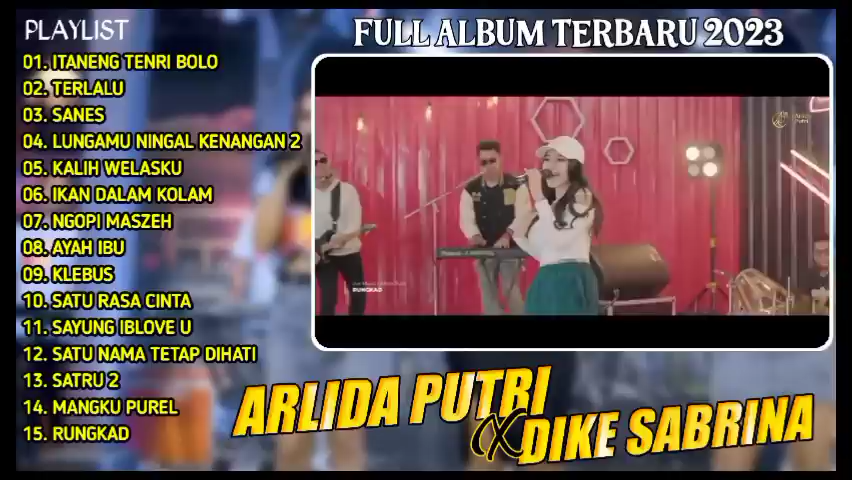 PLAYLIST
FULL ALBUM TERBARU 2023
01. ITANENG TENRI BOLO
02. TERLALU
03. SANES
04. LUNGAMU NINGAL KENANGAN 2
05. KALIH WELASKU
06. IKAN DALAM KOLAM
07. NGOPI MASZEH
08. AYAH IBU
09. KLEBUS
10. SATU RASA CINTA
11. SAYUNG IBLOVE U
12. SATU NAMA TETAP DIHATI
13. SATRU 2
14. MANGKU PUREL
15. RUNGKAD
RUNGKAD
ARLIDA PUTRI
X DIKE SABRINA